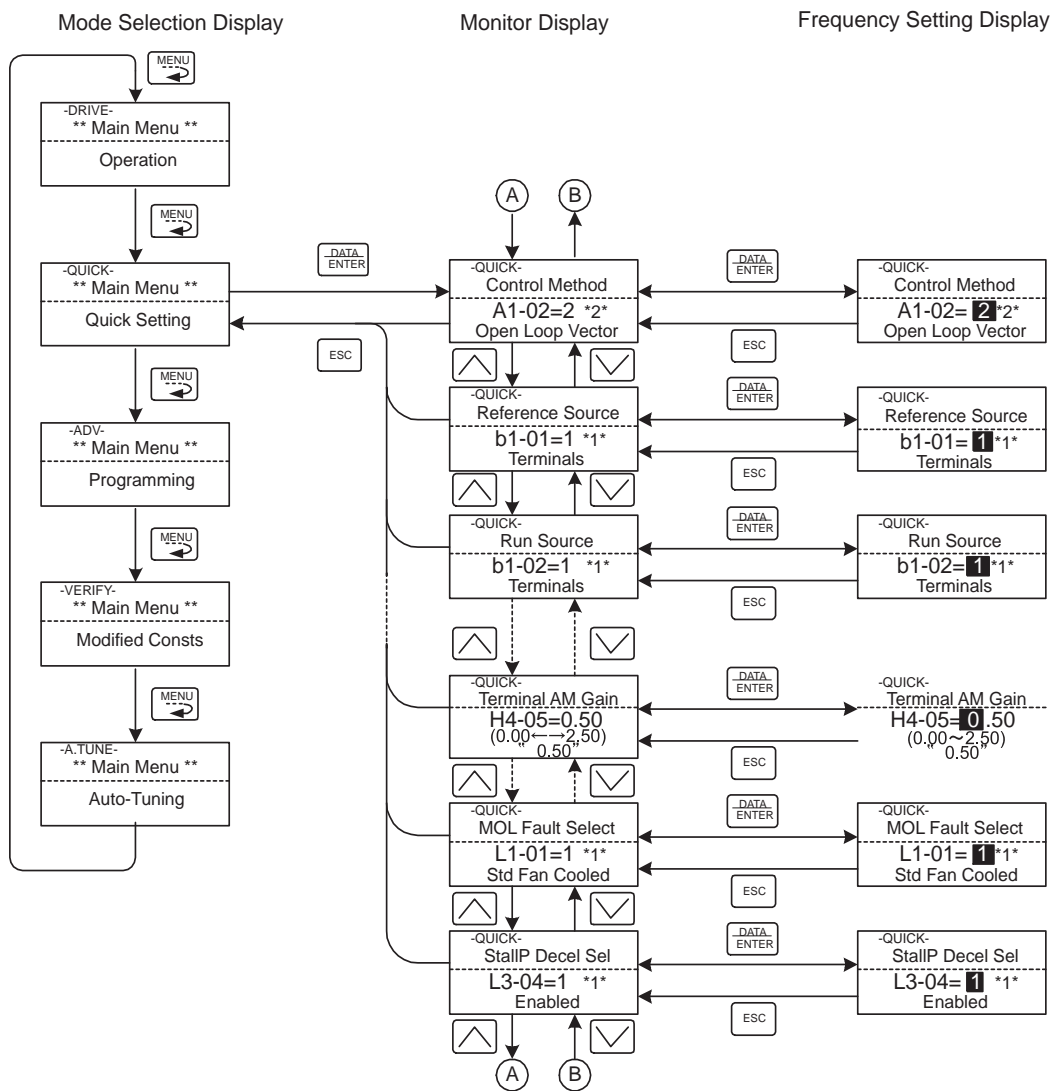 Mode Selection Display
Monitor Display
Frequency Setting Display
MENU
-DRIVE-
** Main Menu **
Operation
MENU
-QUICK-
** Main Menu **
Quick Setting
MENU
-ADV-
** Main Menu **
Programming
MENU
-VERIFY-
** Main Menu **
Modified Consts
MENU
-A.TUNE-
** Main Menu **
Auto-Tuning
DATA
ENTER
ESC
A
B
-QUICK-
Control Method
A1-02=2 *2*
Open Loop Vector
DATA
ENTER
ESC
-QUICK-
Control Method
A1-02= 2 *2*
Open Loop Vector
-QUICK-
Reference Source
b1-01=1 *1*
Terminals
DATA
ENTER
ESC
-QUICK-
Reference Source
b1-01= 1 *1*
Terminals
-QUICK-
Run Source
b1-02=1 *1*
Terminals
DATA
ENTER
ESC
-QUICK-
Run Source
b1-02= 1 *1*
Terminals
-QUICK-
Terminal AM Gain
H4-05=0.50
(0.00←→2.50)
"0.50"
DATA
ENTER
ESC
-QUICK-
Terminal AM Gain
H4-05=0.50
(0.00～2.50)
"0.50"
-QUICK-
MOL Fault Select
L1-01=1 *1*
Std Fan Cooled
DATA
ENTER
ESC
-QUICK-
MOL Fault Select
L1-01= 1 *1*
Std Fan Cooled
-QUICK-
StallP Decel Sel
L3-04=1 *1*
Enabled
DATA
ENTER
ESC
-QUICK-
StallP Decel Sel
L3-04= 1 *1*
Enabled
A
B